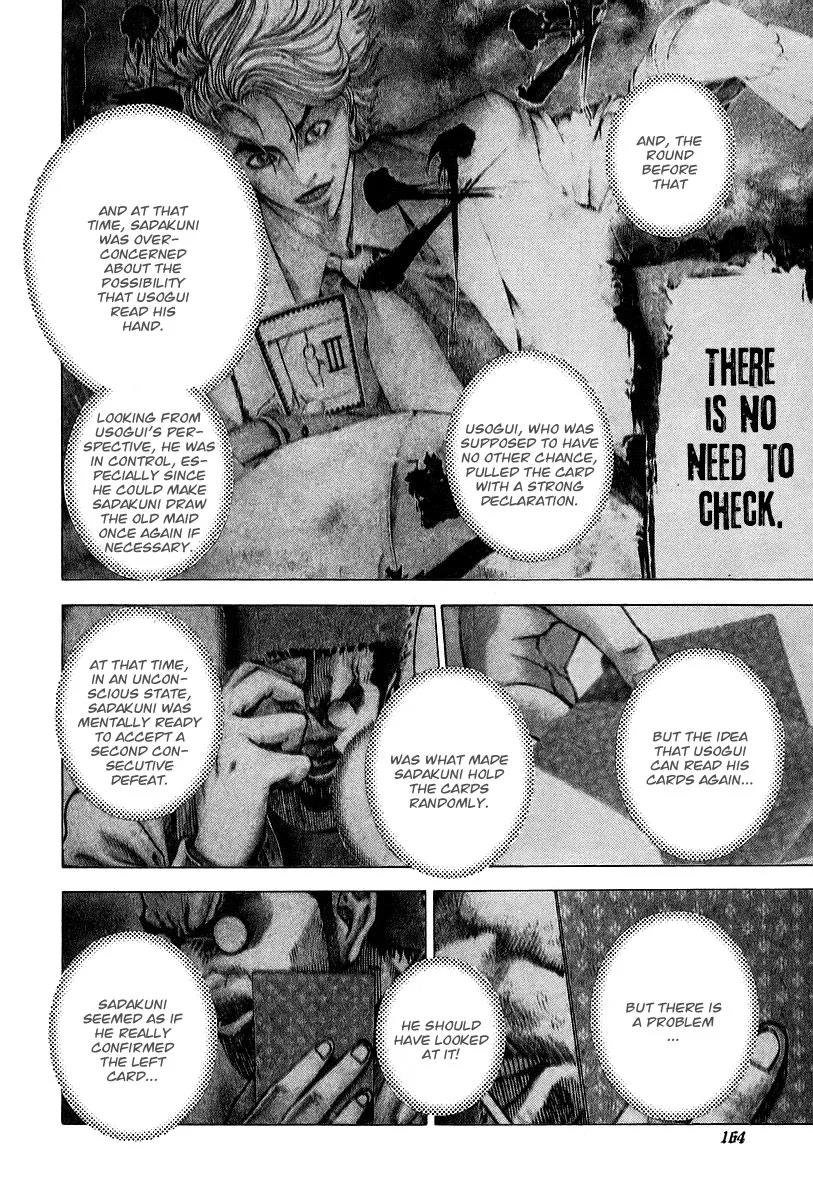 AND, THE
ROUND
BEFORE
THAT
THERE
IS NO
NEED TO
CHECK.
USOGUI, WHO WAS
SUPPOSED TO HAVE
NO OTHER CHANCE,
PULLED THE CARD
WITH A STRONG
DECLARATION.
AND AT THAT
TIME, SADAKUNI
WAS OVER-
CONCERNED
ABOUT THE
POSSIBILITY
THAT USOGUI
READ HIS
HAND.
LOOKING FROM
USOGUI'S PER-
SPECTIVE, HE WAS
IN CONTROL, ES-
PECIALLY SINCE
HE COULD MAKE
SADAKUNI DRAW
THE OLD MAID
ONCE AGAIN IF
NECESSARY.
BUT THE IDEA
THAT USOGUI
CAN READ HIS
CARDS AGAIN...
WAS WHAT MADE
SADAKUNI HOLD
THE CARDS
RANDOMLY.
AT THAT TIME,
IN AN UNCON-
SCIOUS STATE,
SADAKUNI WAS
MENTALLY READY
TO ACCEPT A
SECOND CON-
SECUTIVE
DEFEAT.
BUT THERE IS
A PROBLEM
...
HE SHOULD
HAVE LOOKED
AT IT!
SADAKUNI
SEEMED AS IF
HE REALLY
CONFIRMED
THE LEFT
CARD...
164